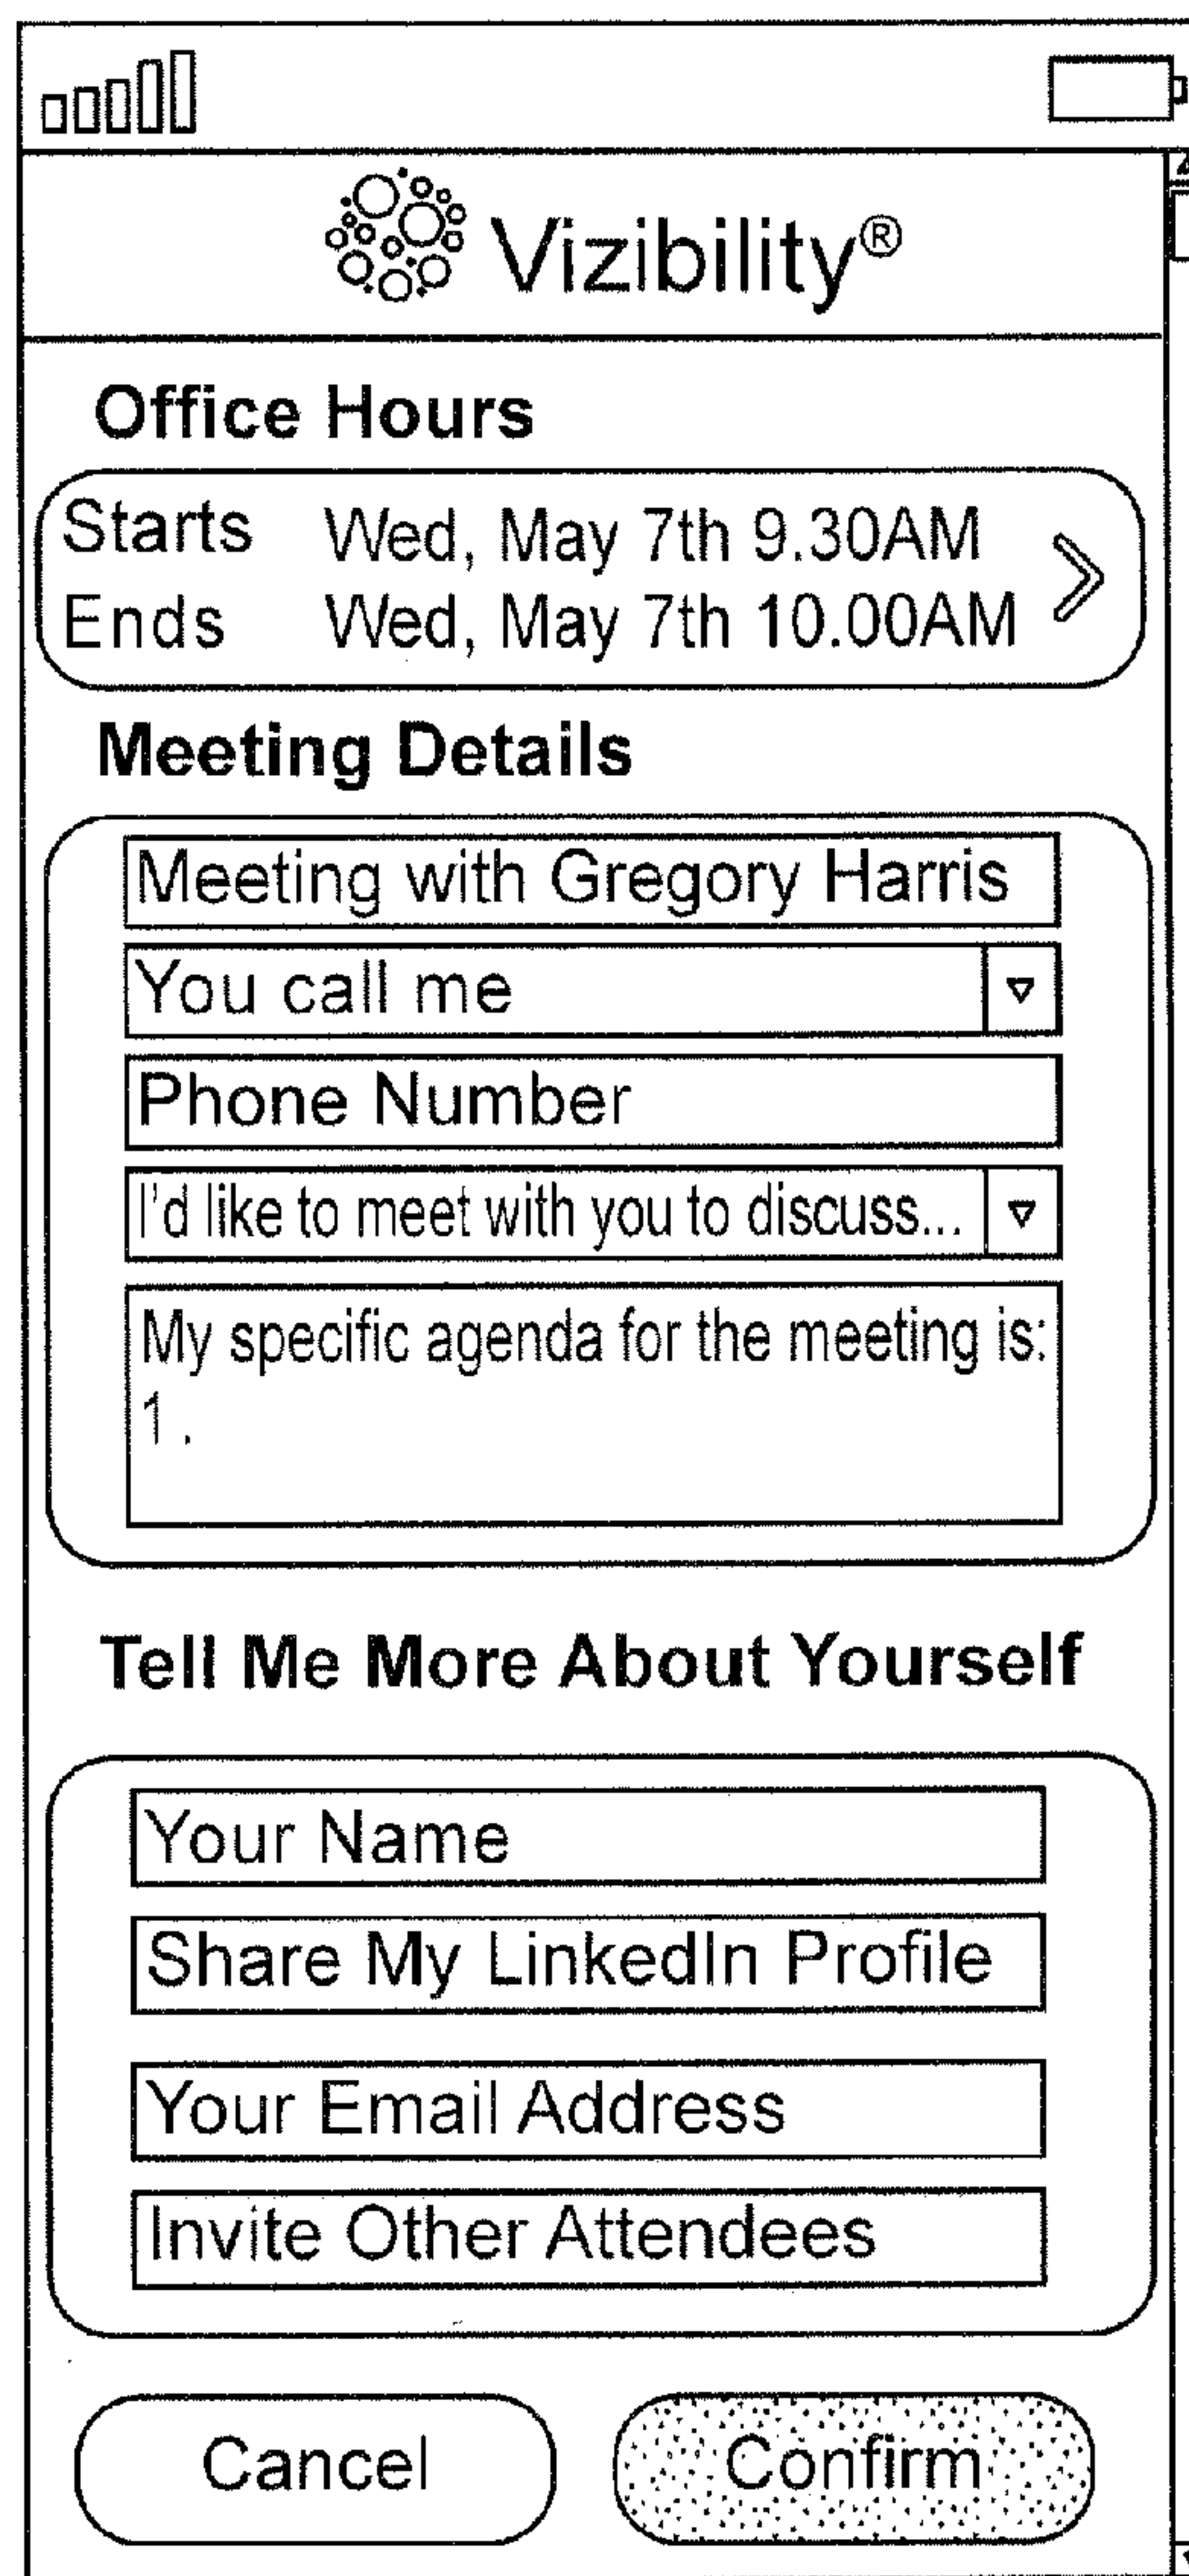 Vizibility®
Office Hours
Starts Wed, May 7th 9.30AM
Ends Wed, May 7th 10.00AM
Meeting Details
Meeting with Gregory Harris
You call me
Phone Number
I'd like to meet with you to discuss...
My specific agenda for the meeting is:
1.
Tell Me More About Yourself
Your Name
Share My LinkedIn Profile
Your Email Address
Invite Other Attendees
Cancel Confirm